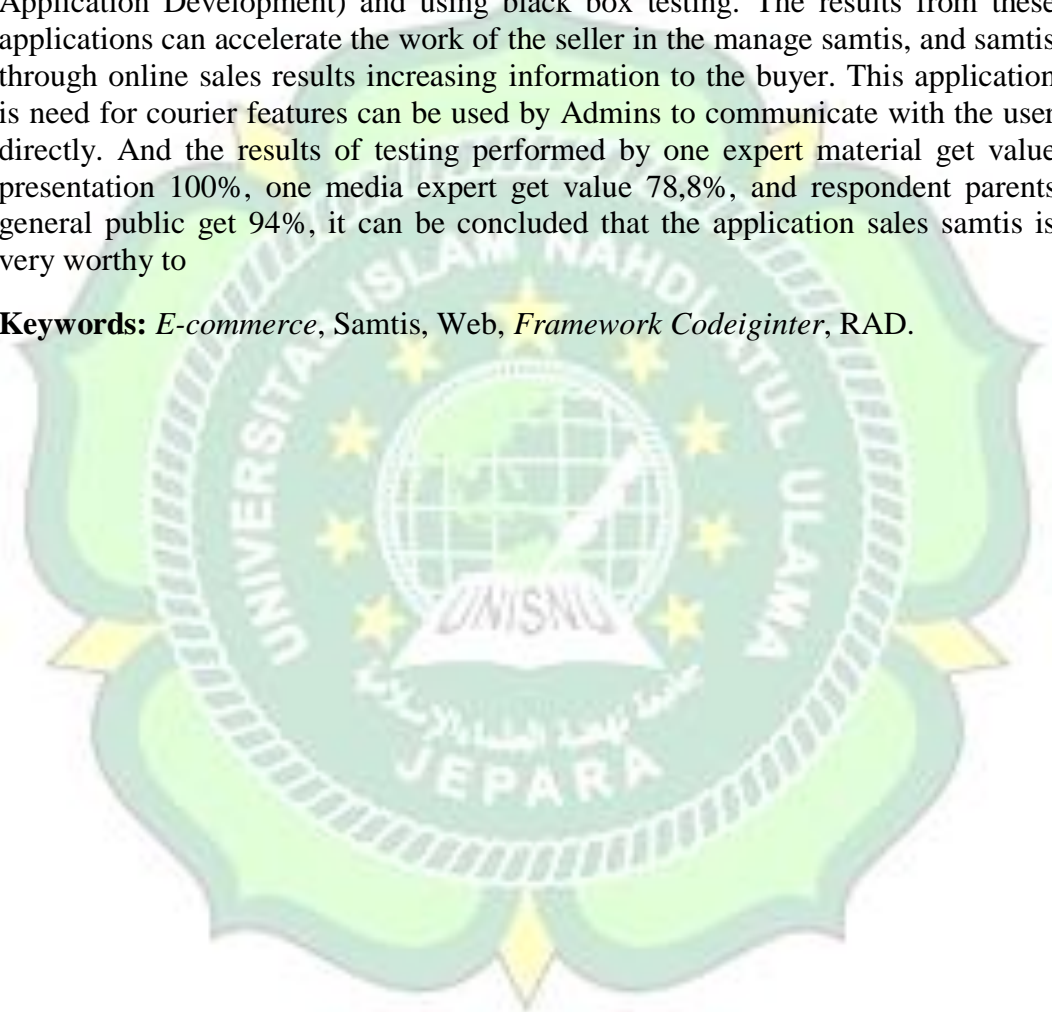 Application Development) and using black box testing. The results from these
applications can accelerate the work of the seller in the manage samtis, and samtis
through online sales results increasing information to the buyer. This application
is need for courier features can be used by Admins to communicate with the user
directly. And the results of testing performed by one expert material get value
presentation 100%, one media expert get value 78,8%, and respondent parents
general public get 94%, it can be concluded that the application sales samtis is
very worthy to
Keywords: E-commerce, Samtis, Web, Framework Codeiginter, RAD.
UNIVERSITAS ISLAM NAHDLATUL ULAMA
UNISNU
جامعة نهضة العلماء الإسلامية
JEPARA